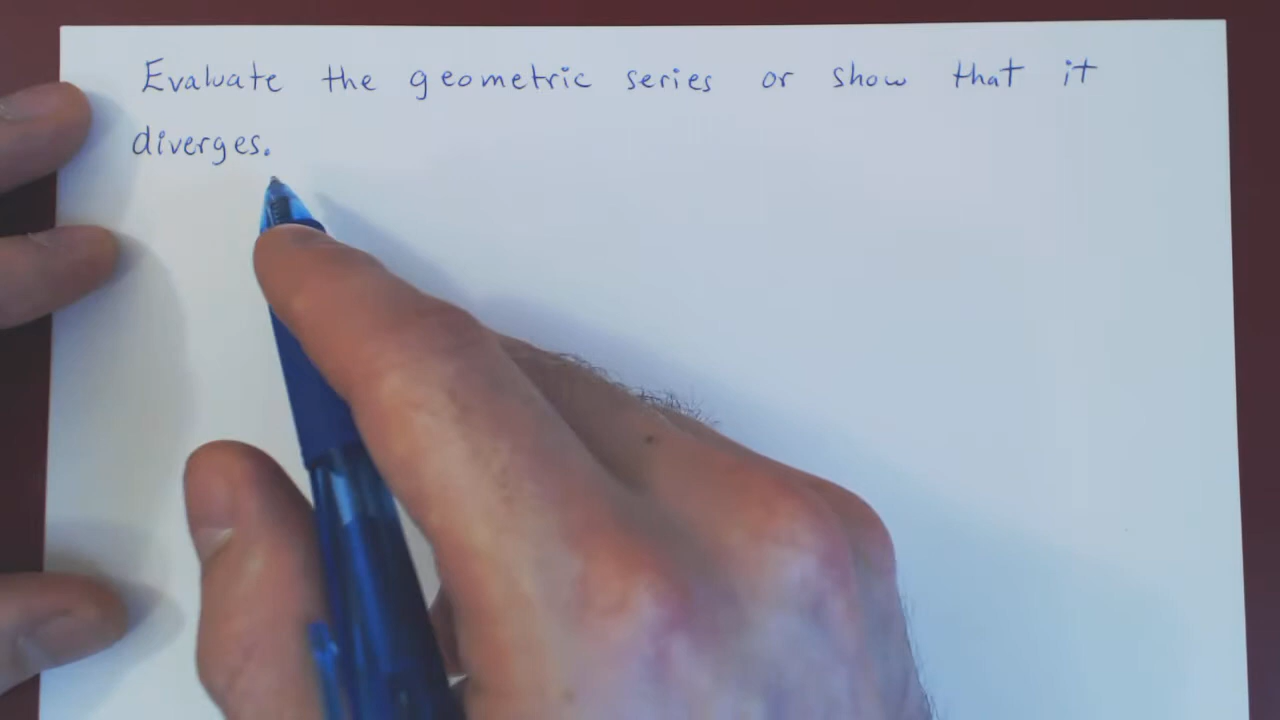 Evaluate the geometric series or show that it
diverges.